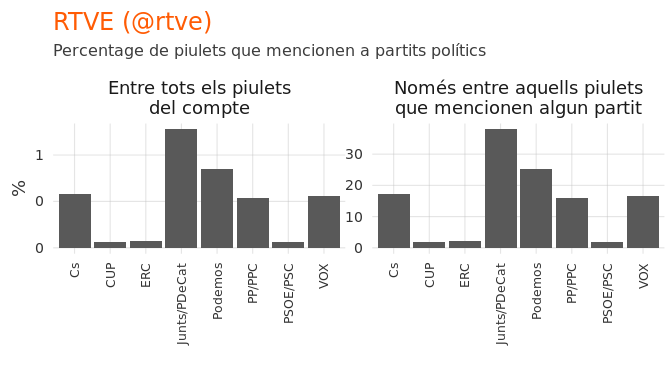 RTVE (@rtve)
Percentage de piulets que mencionen a partits polítics
Entre tots els piulets
del compte
Només entre aquells piulets
que mencionen algun partit
%
1
0
0
30
20
10
0
Cs
CUP
ERC
Junts/PDeCat
Podemos
PP/PPC
PSOE/PSC
VOX
Cs
CUP
ERC
Junts/PDeCat
Podemos
PP/PPC
PSOE/PSC
VOX